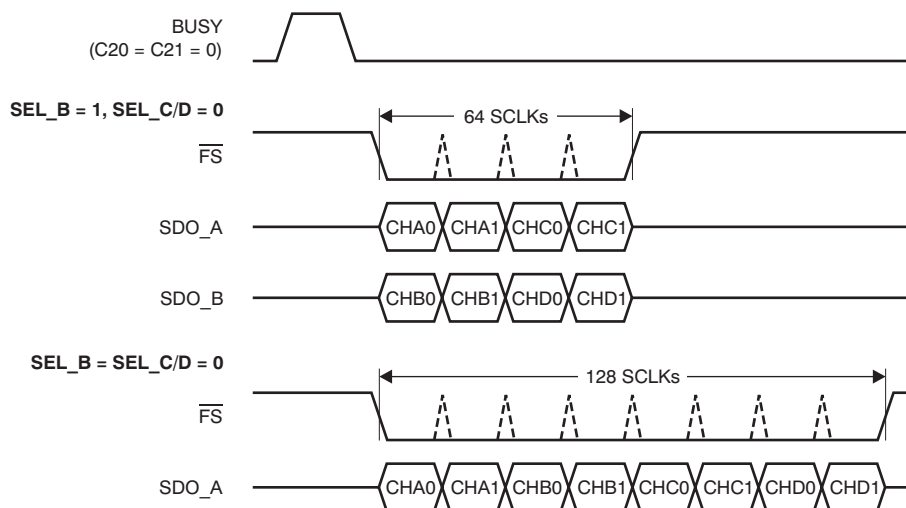 BUSY
(C20 = C21 = 0)
SEL_B = 1, SEL_C/D = 0
64 SCLKs
FS
SDO_A
CHA0 CHA1 CHC0 CHC1
SDO_B
CHB0 CHB1 CHD0 CHD1
SEL_B = SEL_C/D = 0
128 SCLKs
FS
SDO_A
CHA0 CHA1 CHB0 CHB1 CHC0 CHC1 CHD0 CHD1